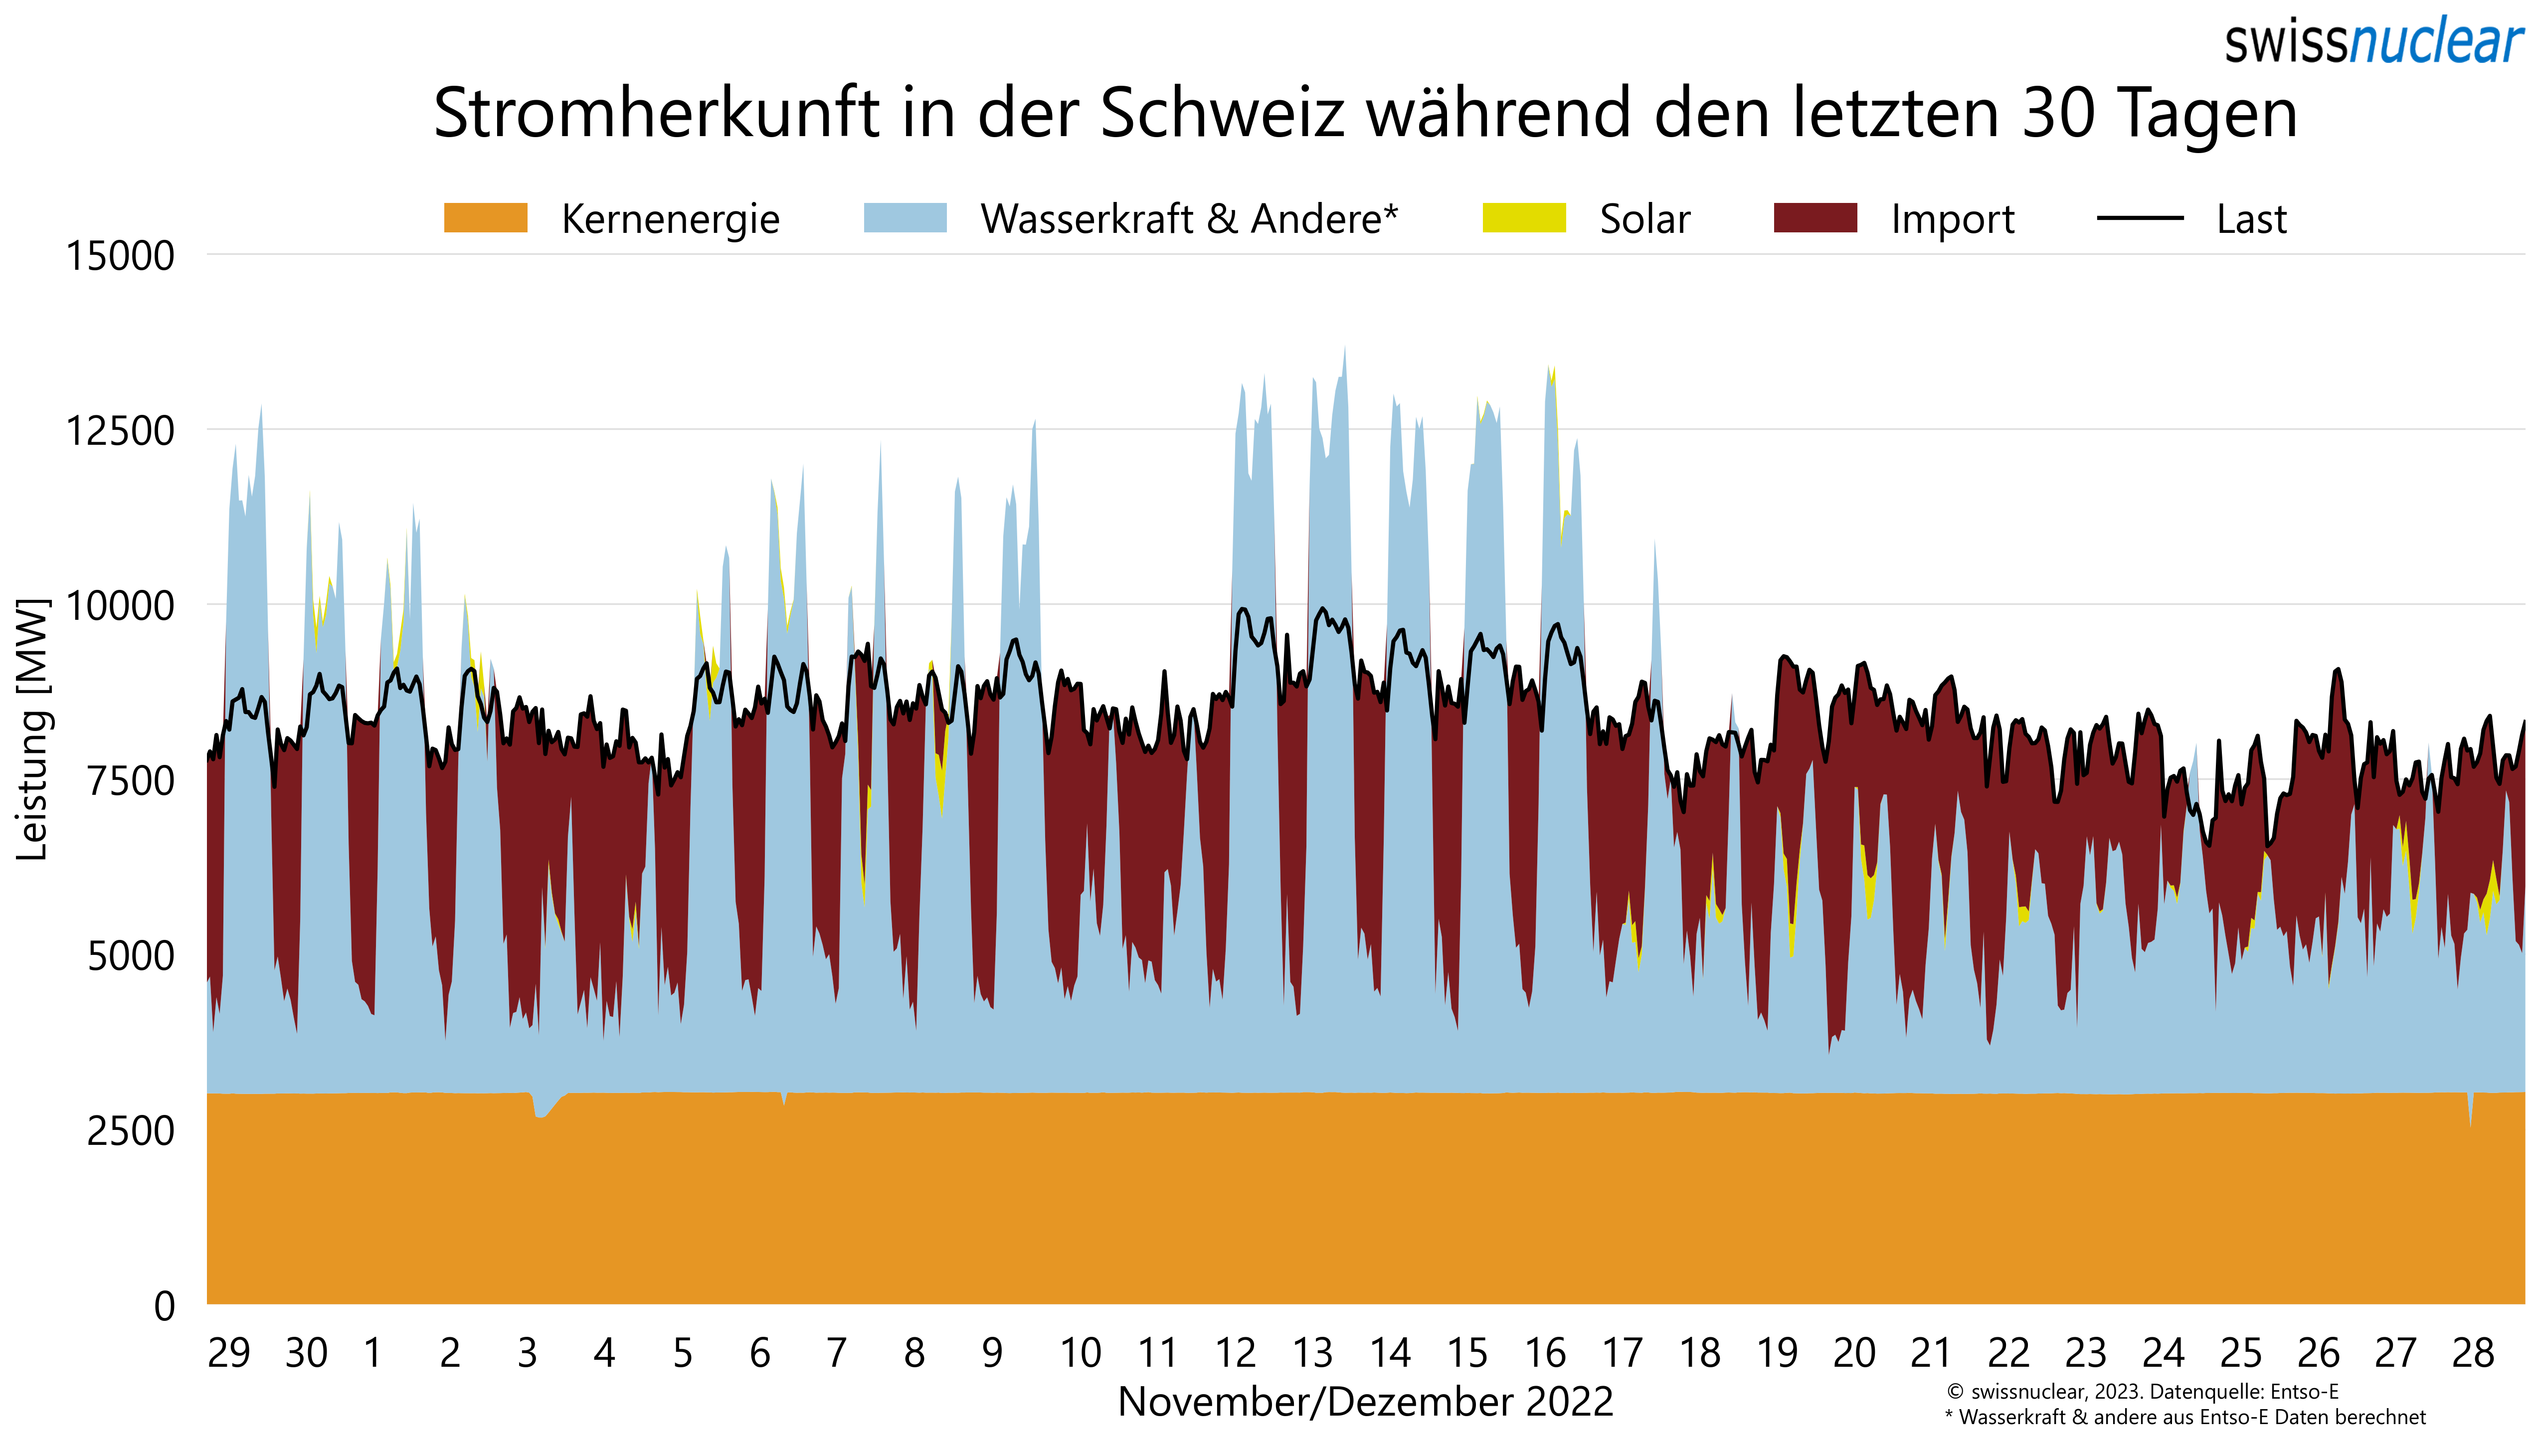 swissnuclear
Stromherkunft in der Schweiz während den letzten 30 Tagen
Kernenergie Wasserkraft & Andere* Solar Import Last
15000
12500
10000
7500
5000
2500
0
Leistung [MW]
29 30 1 2 3 4 5 6 7 8 9 10 11 12 13 14 15 16 17 18 19 20 21 22 23 24 25 26 27 28
November/Dezember 2022
© swissnuclear, 2023. Datenquelle: Entso-E
* Wasserkraft & andere aus Entso-E Daten berechnet